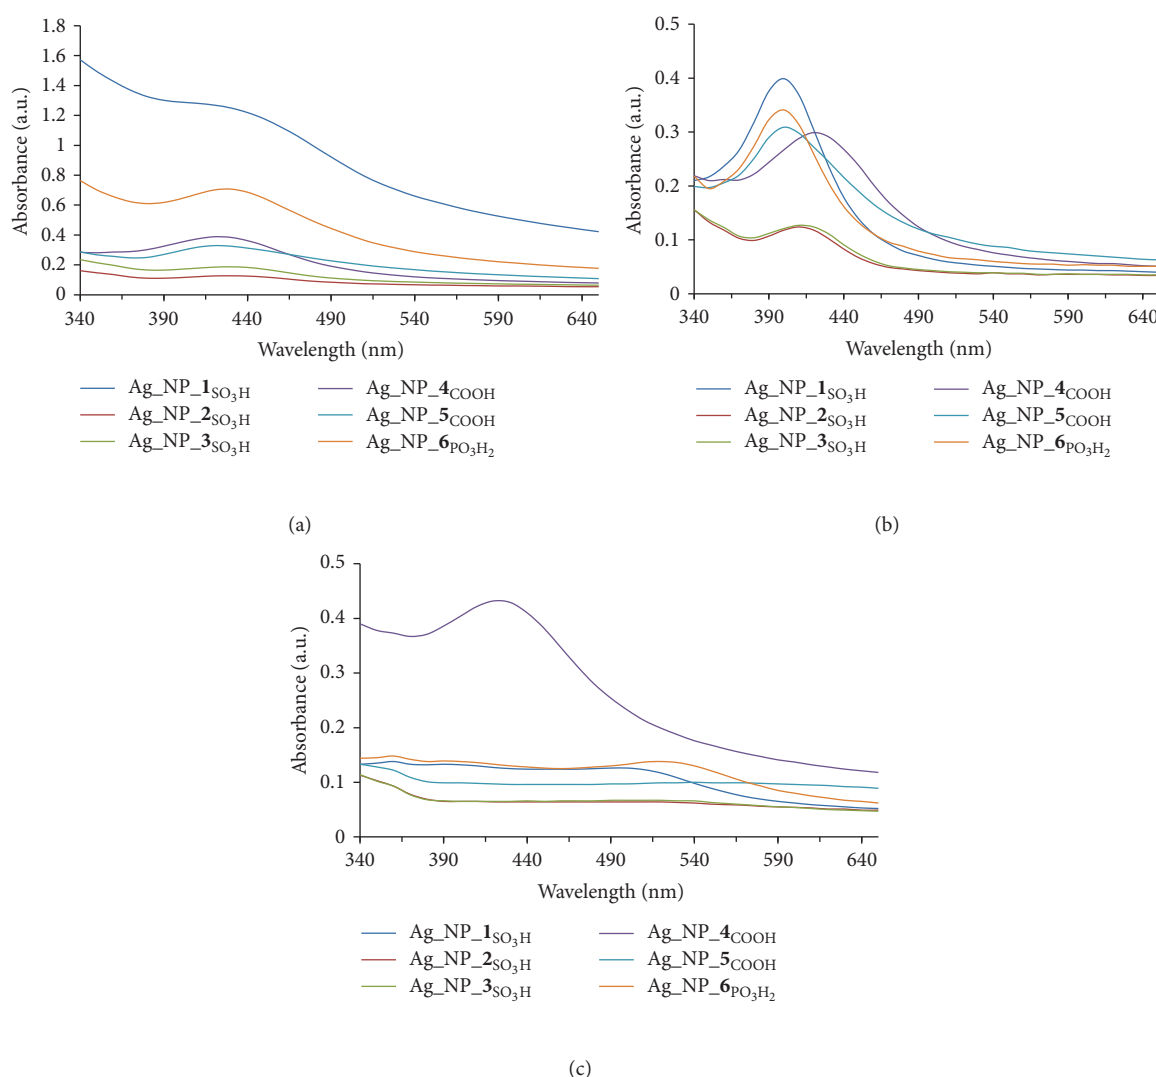 1.8
1.6
1.4
1.2
1
0.8
0.6
0.4
0.2
0
Absorbance (a.u.)
340 390 440 490 540 590 640
Wavelength (nm)
Ag_NP_1SO3H
Ag_NP_2SO3H
Ag_NP_3SO3H
Ag_NP_4COOH
Ag_NP_5COOH
Ag_NP_6PO3H2
(a)
0.5
0.4
0.3
0.2
0.1
0
Absorbance (a.u.)
340 390 440 490 540 590 640
Wavelength (nm)
Ag_NP_1SO3H
Ag_NP_2SO3H
Ag_NP_3SO3H
Ag_NP_4COOH
Ag_NP_5COOH
Ag_NP_6PO3H2
(b)
0.5
0.4
0.3
0.2
0.1
0
Absorbance (a.u.)
340 390 440 490 540 590 640
Wavelength (nm)
Ag_NP_1SO3H
Ag_NP_2SO3H
Ag_NP_3SO3H
Ag_NP_4COOH
Ag_NP_5COOH
Ag_NP_6PO3H2
(c)